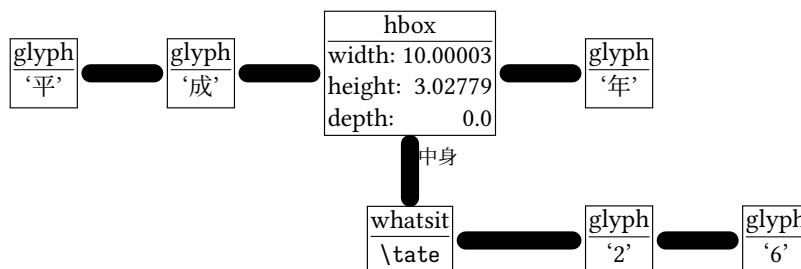 glyph
‘平’
glyph
‘成’
hbox
width: 10.00003
height: 3.02779
depth: 0.0
glyph
‘年’
中身
whatsit
\tate
glyph
‘2’
glyph
‘6’